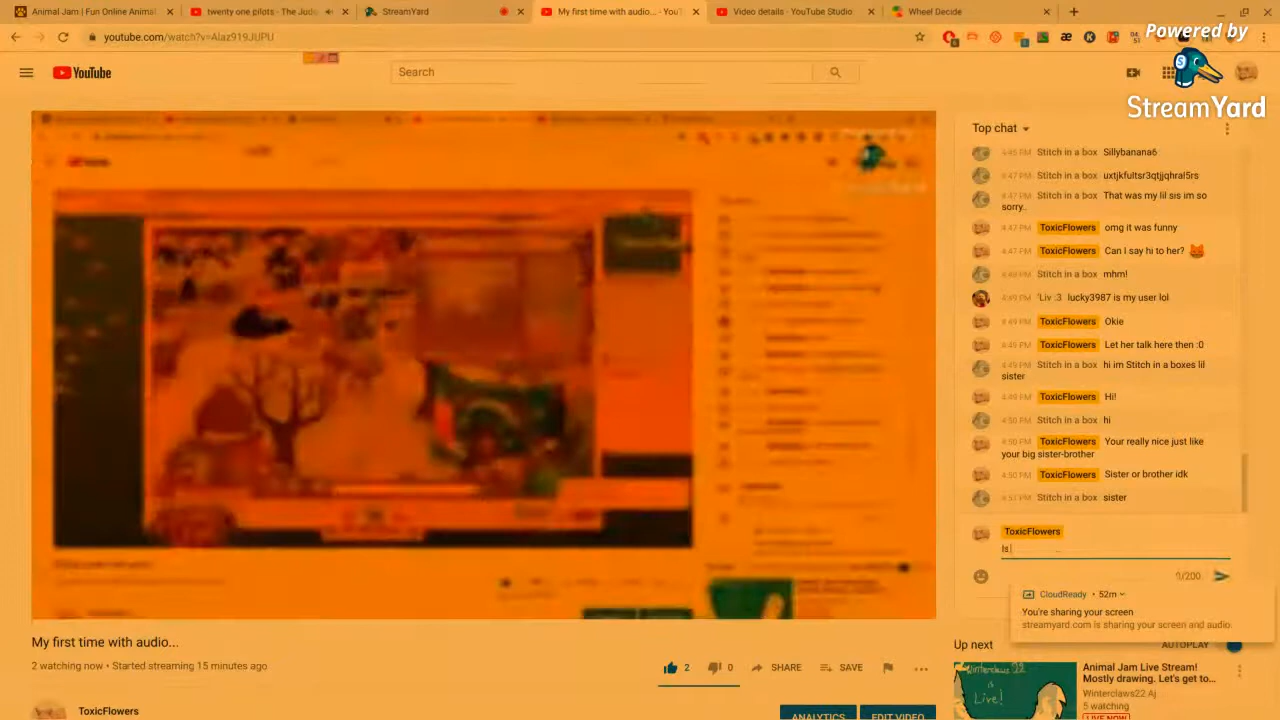 Animal Jam | Fun Online Animal
twenty one pilots - The Judg
StreamYard
My first time with audio... - YouT
Video details - YouTube Studio
Wheel Decide
Powered by
StreamYard
youtube.com/watch?v=AIaz919JUPU
YouTube
Search
Top chat
4:45 PM Stitch in a box Sillybanana6
4:47 PM Stitch in a box uxtjkfultsr3qtjjqhral5rs
4:47 PM Stitch in a box That was my lil sis im so
sorry..
4:47 PM ToxicFlowers omg it was funny
4:47 PM ToxicFlowers Can I say hi to her?
4:49 PM Stitch in a box mhm!
4:49 PM 'Liv :3 lucky3987 is my user lol
4:49 PM ToxicFlowers Okie
4:49 PM ToxicFlowers Let her talk here then :0
4:49 PM Stitch in a box hi im Stitch in a boxes lil
sister
4:49 PM ToxicFlowers Hi!
4:50 PM Stitch in a box hi
4:50 PM ToxicFlowers Your really nice just like
your big sister-brother
4:50 PM ToxicFlowers Sister or brother idk
4:51 PM Stitch in a box sister
ToxicFlowers
/200
CloudReady • 52m
You're sharing your screen
streamyard.com is sharing your screen and audio
My first time with audio...
2 watching now • Started streaming 15 minutes ago
2
0
SHARE
SAVE
Up next
AUTOPLAY
Winterclaws22
is
Live!
Animal Jam Live Stream!
Mostly drawing. Let's get to...
Winterclaws22 Aj
5 watching
LIVE NOW
ToxicFlowers
ANALYTICS
EDIT VIDEO